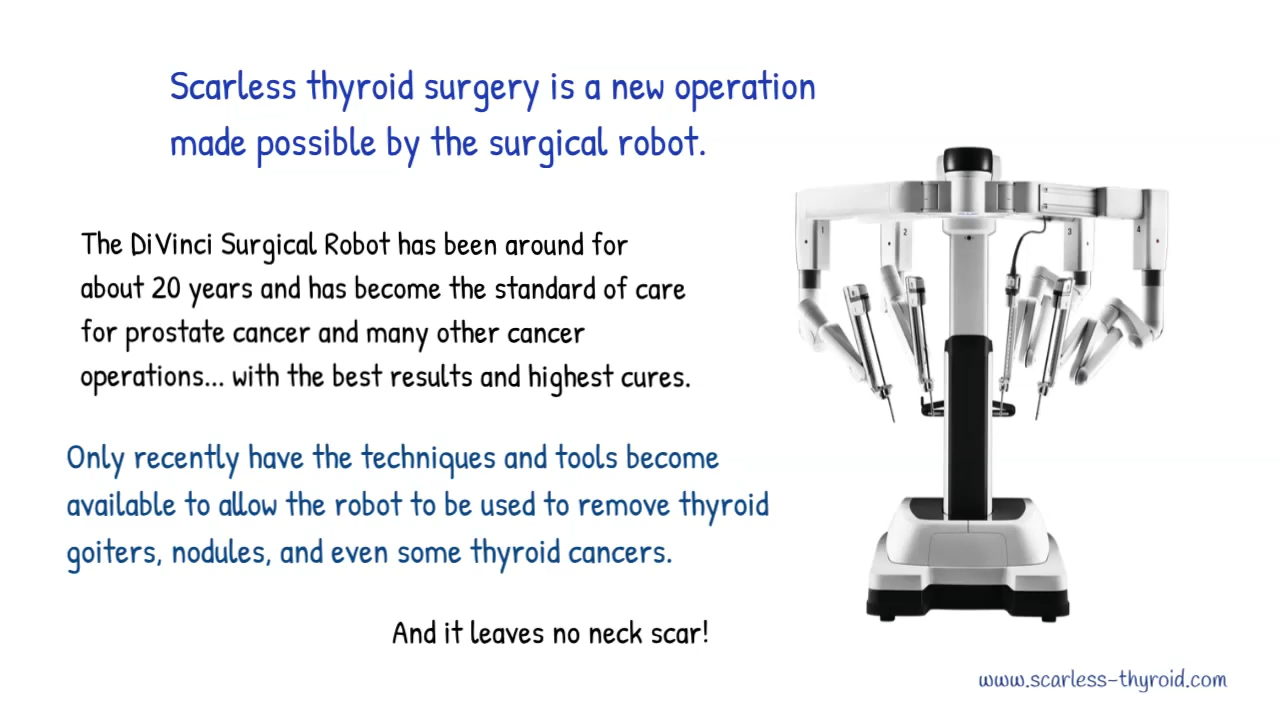 Scarless thyroid surgery is a new operation
made possible by the surgical robot.
The DiVinci Surgical Robot has been around for
about 20 years and has become the standard of care
for prostate cancer and many other cancer
operations... with the best results and highest cures.
Only recently have the techniques and tools become
available to allow the robot to be used to remove thyroid
goiters, nodules, and even some thyroid cancers.
And it leaves no neck scar!
1 2 3 4
www.scarless-thyroid.com